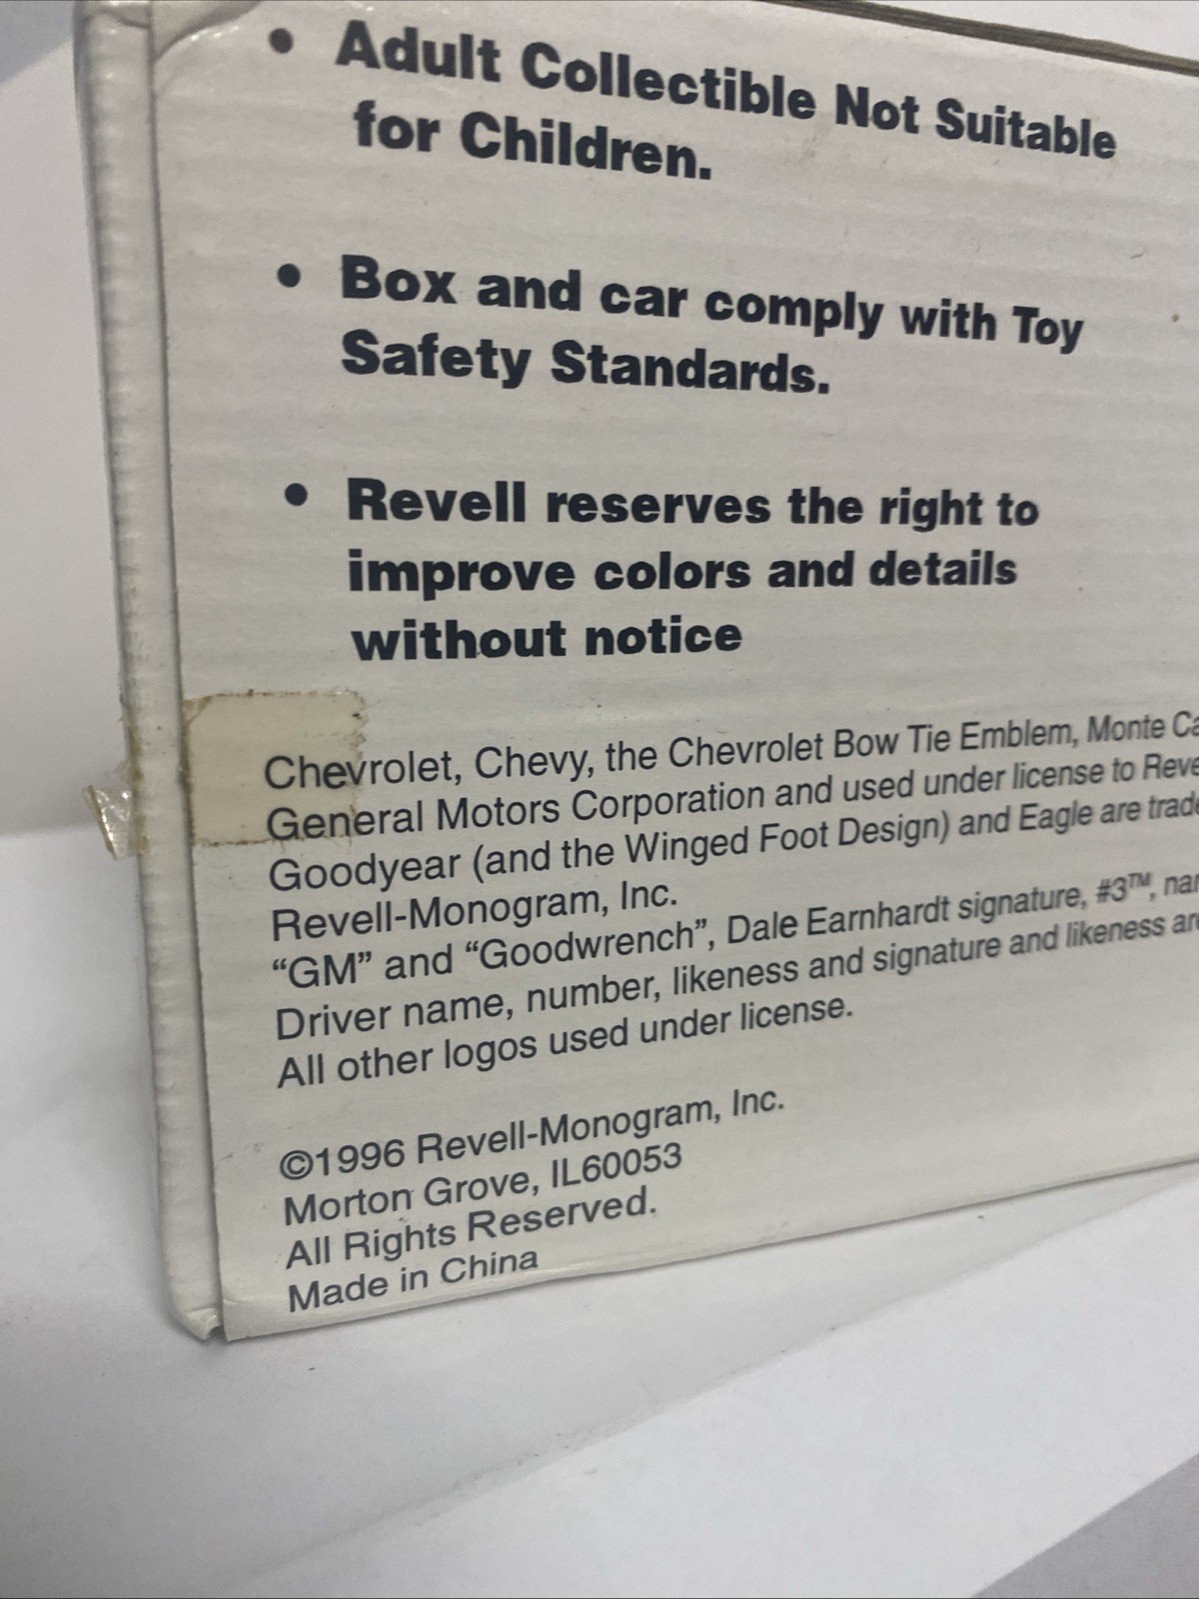 • Adult Collectible Not Suitable
for Children.
• Box and car comply with Toy
Safety Standards.
• Revell reserves the right to
improve colors and details
without notice
Chevrolet, Chevy, the Chevrolet Bow Tie Emblem, Monte
General Motors Corporation and used under license to
Goodyear (and the Winged Foot Design) and Eagle are
Revell-Monogram, Inc.
“GM” and “Goodwrench”, Dale Earnhardt signature, #3™,
Driver name, number, likeness and signature and likeness
All other logos used under license.
©1996 Revell-Monogram, Inc.
Morton Grove, IL60053
All Rights Reserved.
Made in China